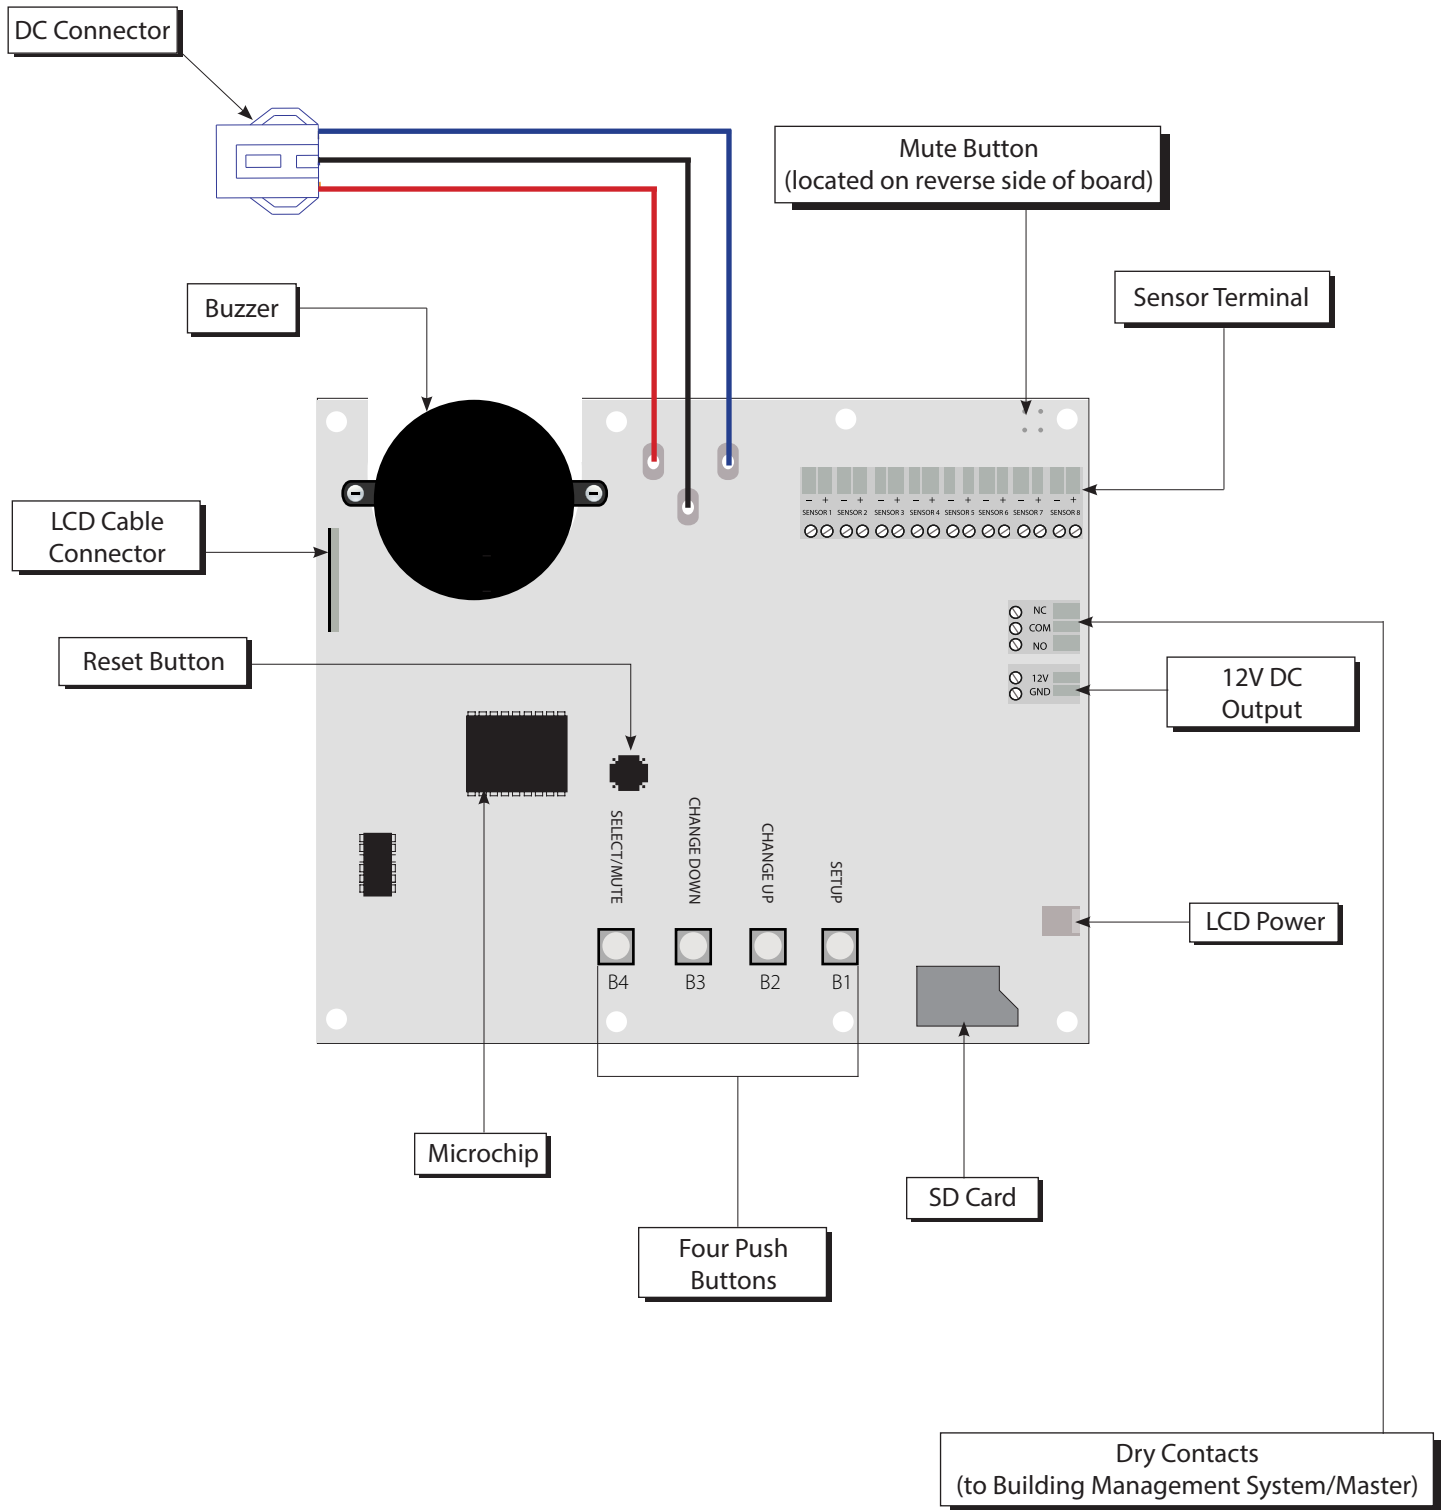 DC Connector
Mute Button
(located on reverse side of board)
Sensor Terminal
Buzzer
– + – + – + – + – + – + – + – +
SENSOR 1 SENSOR 2 SENSOR 3 SENSOR 4 SENSOR 5 SENSOR 6 SENSOR 7 SENSOR 8
LCD Cable
Connector
NC
COM
NO
Reset Button
12V
GND
12V DC
Output
SELECT/MUTE
CHANGE DOWN
CHANGE UP
SETUP
LCD Power
B4 B3 B2 B1
Microchip
SD Card
Four Push
Buttons
Dry Contacts
(to Building Management System/Master)